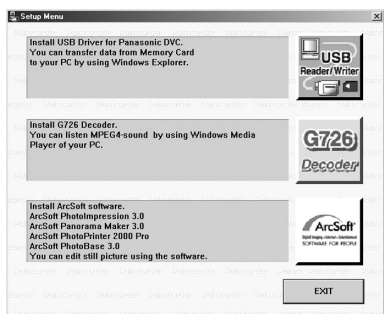 Setup Menu
Install USB Driver for Panasonic DVC.
You can transfer data from Memory Card
to your PC by using Windows Explorer.
USB
Reader/Writer
Install G726 Decoder.
You can listen MPEG4-sound by using Windows Media
Player of your PC.
G726
Decoder
Install ArcSoft software.
ArcSoft PhotoImpression 3.0
ArcSoft Panorama Maker 3.0
ArcSoft PhotoPrinter 2000 Pro
ArcSoft PhotoBase 3.0
You can edit still picture using the software.
ArcSoft
SOFTWARE FOR PEOPLE
EXIT